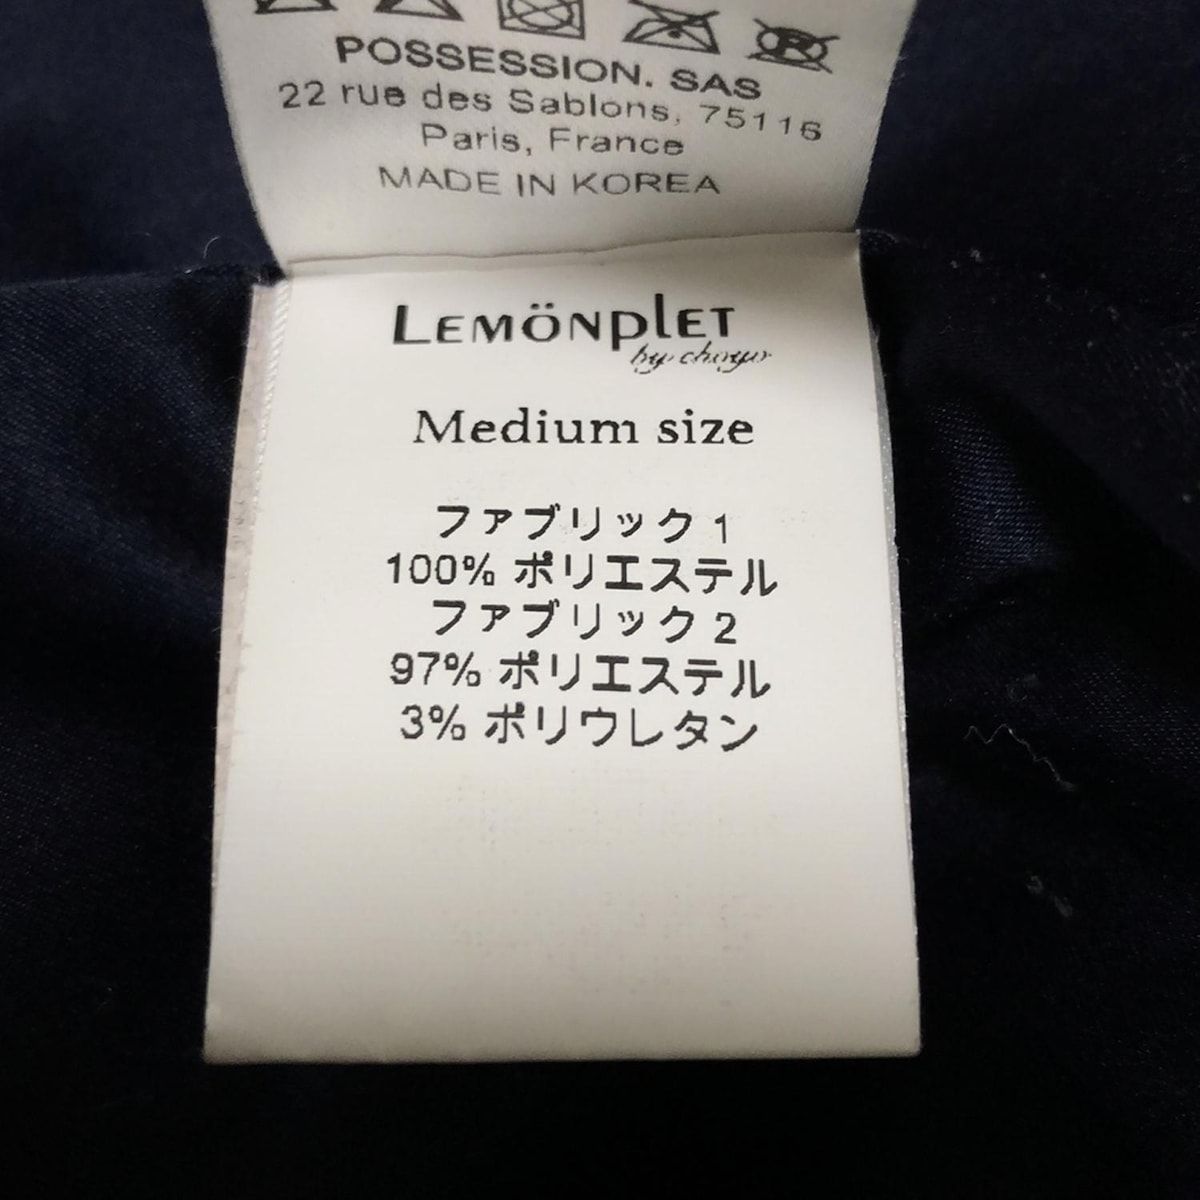 POSSESSION. SAS
22 rue des Sablons, 75116
Paris, France
MADE IN KOREA
LEMÖNPLET
by
Medium size
ファブリック 1
100% ポリエステル
ファブリック 2
97% ポリエステル
3% ポリウレタン